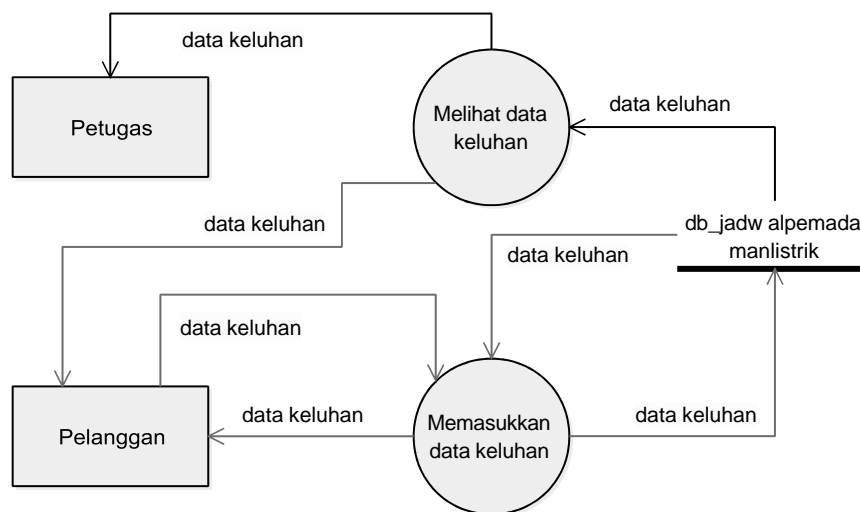 data keluhan
Petugas
Melihat data
keluhan
data keluhan
data keluhan
db_jadw alpemada
manlistrik
data keluhan
data keluhan
Pelanggan
data keluhan
Memasukkan
data keluhan
data keluhan